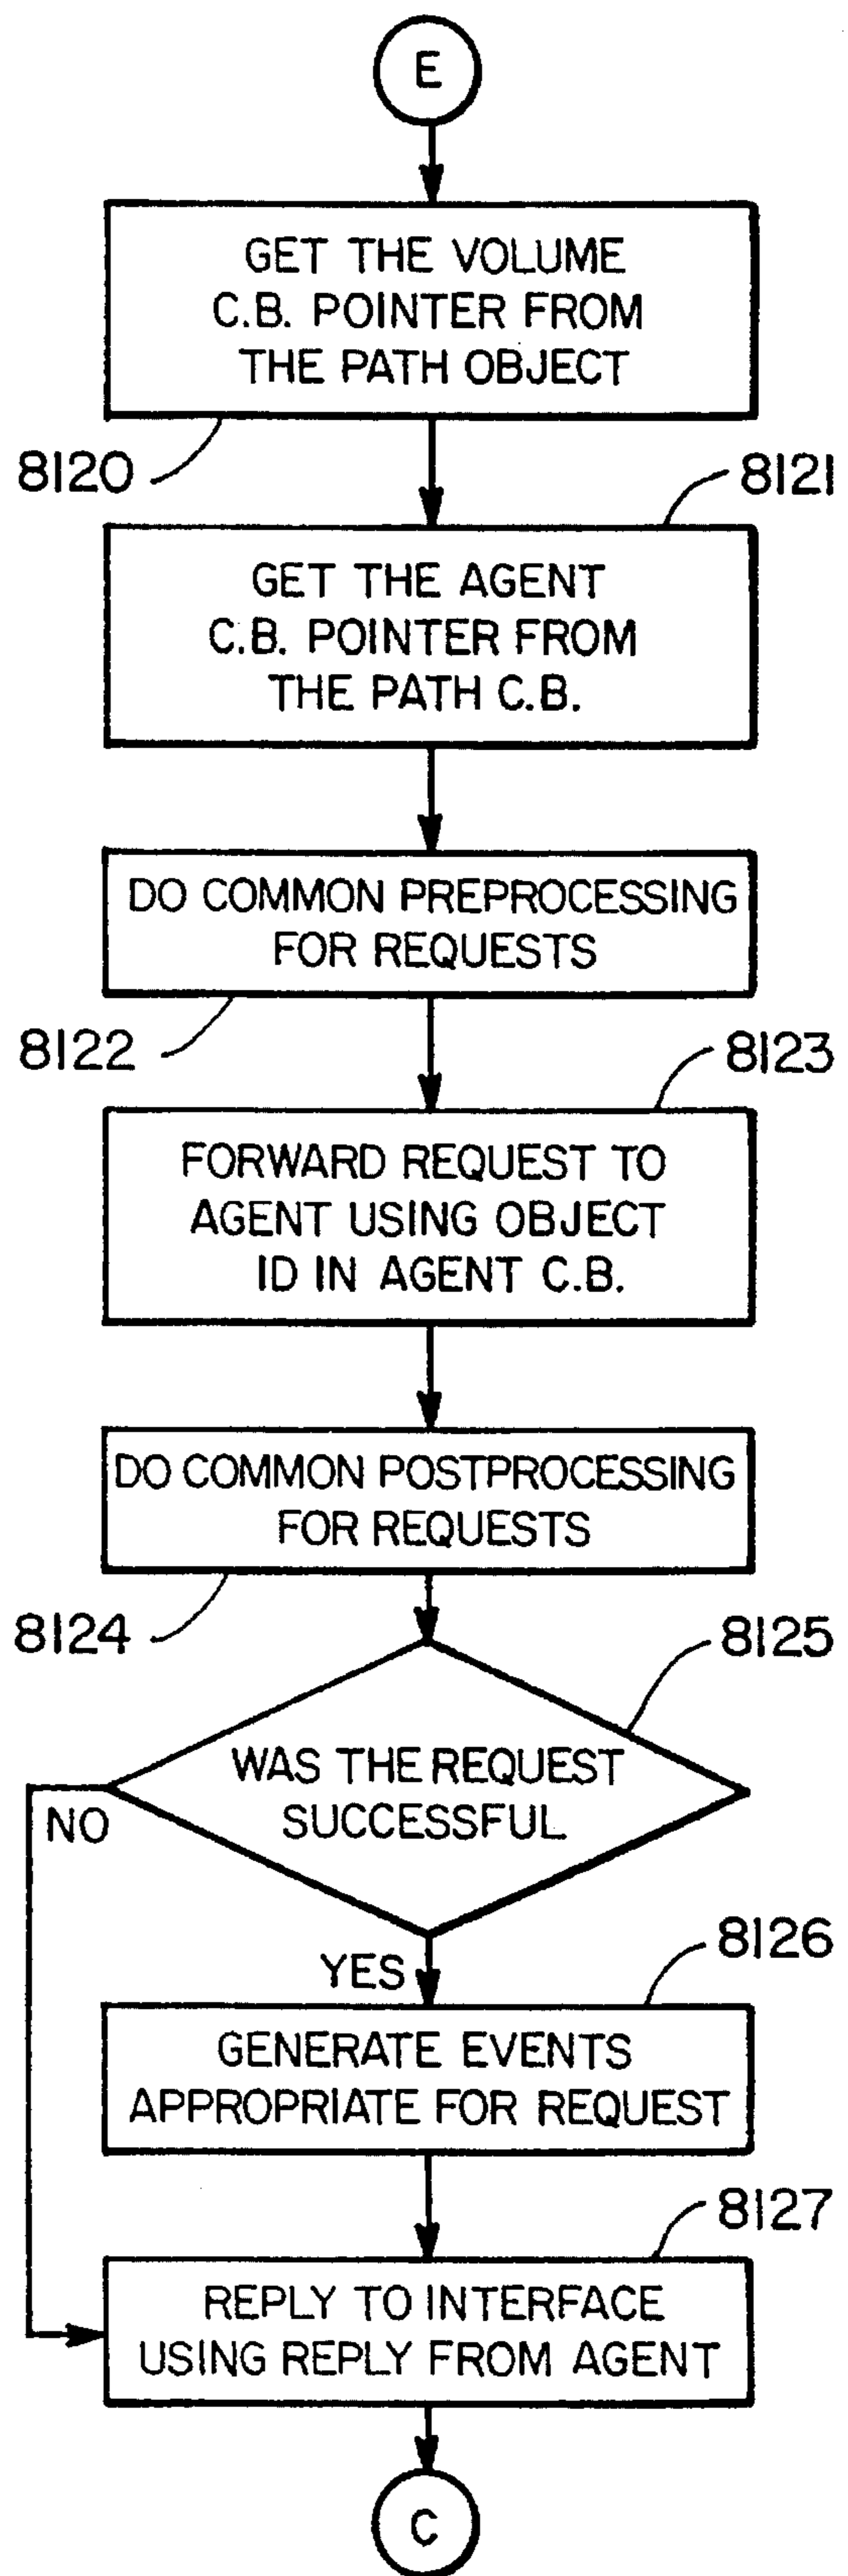 E
GET THE VOLUME
C.B. POINTER FROM
THE PATH OBJECT
8120
8121
GET THE AGENT
C.B. POINTER FROM
THE PATH C.B.
DO COMMON PREPROCESSING
FOR REQUESTS
8122
8123
FORWARD REQUEST TO
AGENT USING OBJECT
ID IN AGENT C.B.
DO COMMON POSTPROCESSING
FOR REQUESTS
8124
8125
WAS THE REQUEST
SUCCESSFUL
NO
YES
8126
GENERATE EVENTS
APPROPRIATE FOR REQUEST
8127
REPLY TO INTERFACE
USING REPLY FROM AGENT
C